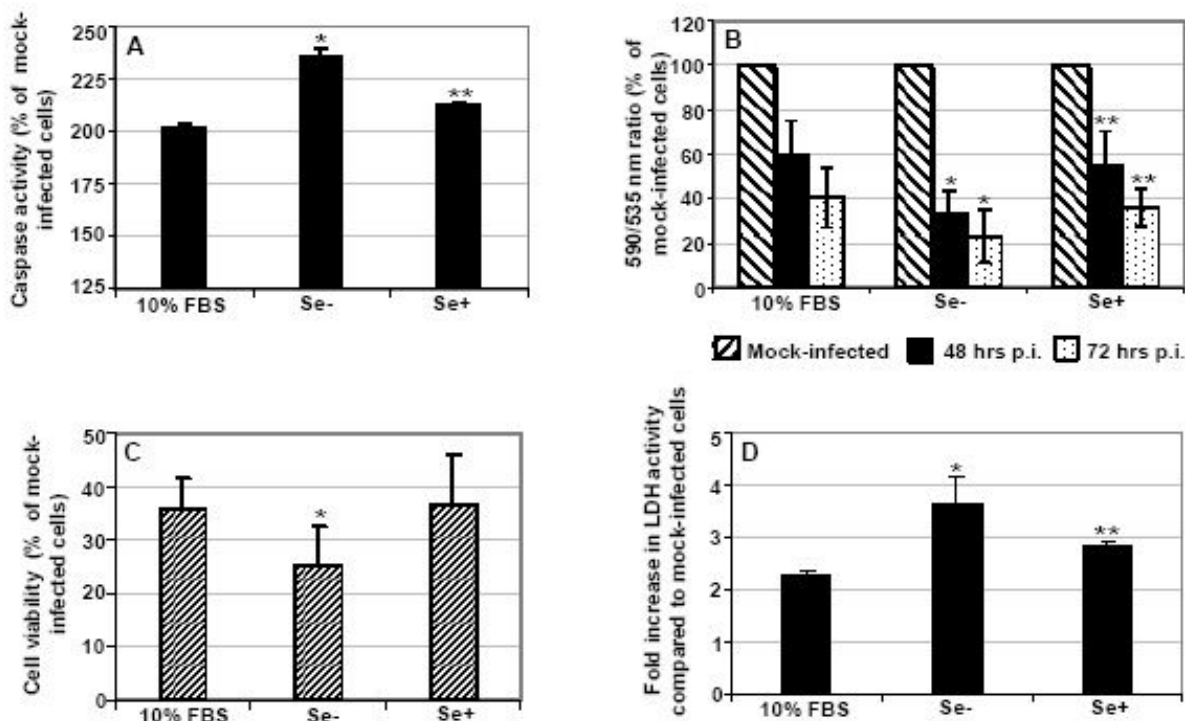 A
Caspase activity (% of mock-
infected cells)
250
225
200
175
150
125
*
**
10% FBS
Se-
Se+
B
590/535 nm ratio (% of
mock-infected cells)
100
80
60
40
20
0
*
*
**
**
10% FBS
Se-
Se+
Mock-infected
48 hrs p.i.
72 hrs p.i.
C
Cell viability (% of mock-
infected cells)
50
40
30
20
10
0
*
10% FBS
Se-
Se+
D
Fold increase in LDH activity
compared to mock-infected cells
5
4
3
2
1
0
*
**
10% FBS
Se-
Se+